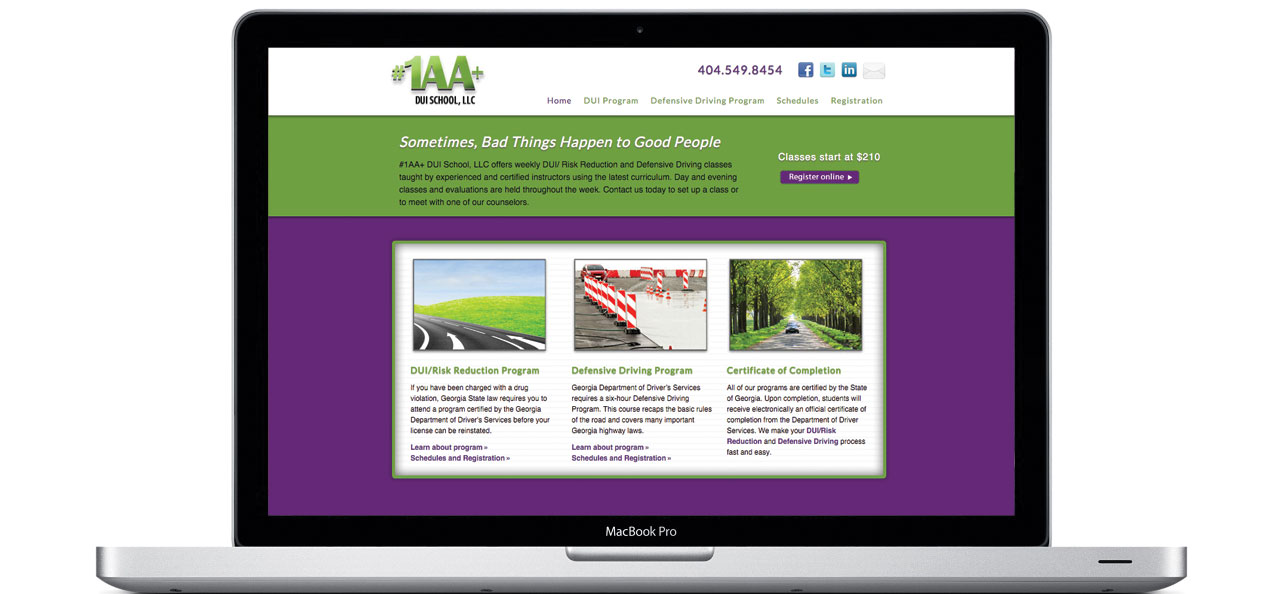 #1AA+
DUI SCHOOL, LLC
404.549.8454
Home DUI Program Defensive Driving Program Schedules Registration
Sometimes, Bad Things Happen to Good People
#1AA+ DUI School, LLC offers weekly DUI/ Risk Reduction and Defensive Driving classes
taught by experienced and certified instructors using the latest curriculum. Day and evening
classes and evaluations are held throughout the week. Contact us today to set up a class or
to meet with one of our counselors.
Classes start at $210
Register online
DUI/Risk Reduction Program
If you have been charged with a drug
violation, Georgia State law requires you to
attend a program certified by the Georgia
Department of Driver's Services before your
license can be reinstated.
Learn about program »
Schedules and Registration »
Defensive Driving Program
Georgia Department of Driver's Services
requires a six-hour Defensive Driving
Program. This course recaps the basic rules
of the road and covers many important
Georgia highway laws.
Learn about program »
Schedules and Registration »
Certificate of Completion
All of our programs are certified by the State
of Georgia. Upon completion, students will
receive electronically an official certificate of
completion from the Department of Driver
Services. We make your DUI/Risk
Reduction and Defensive Driving process
fast and easy.
MacBook Pro